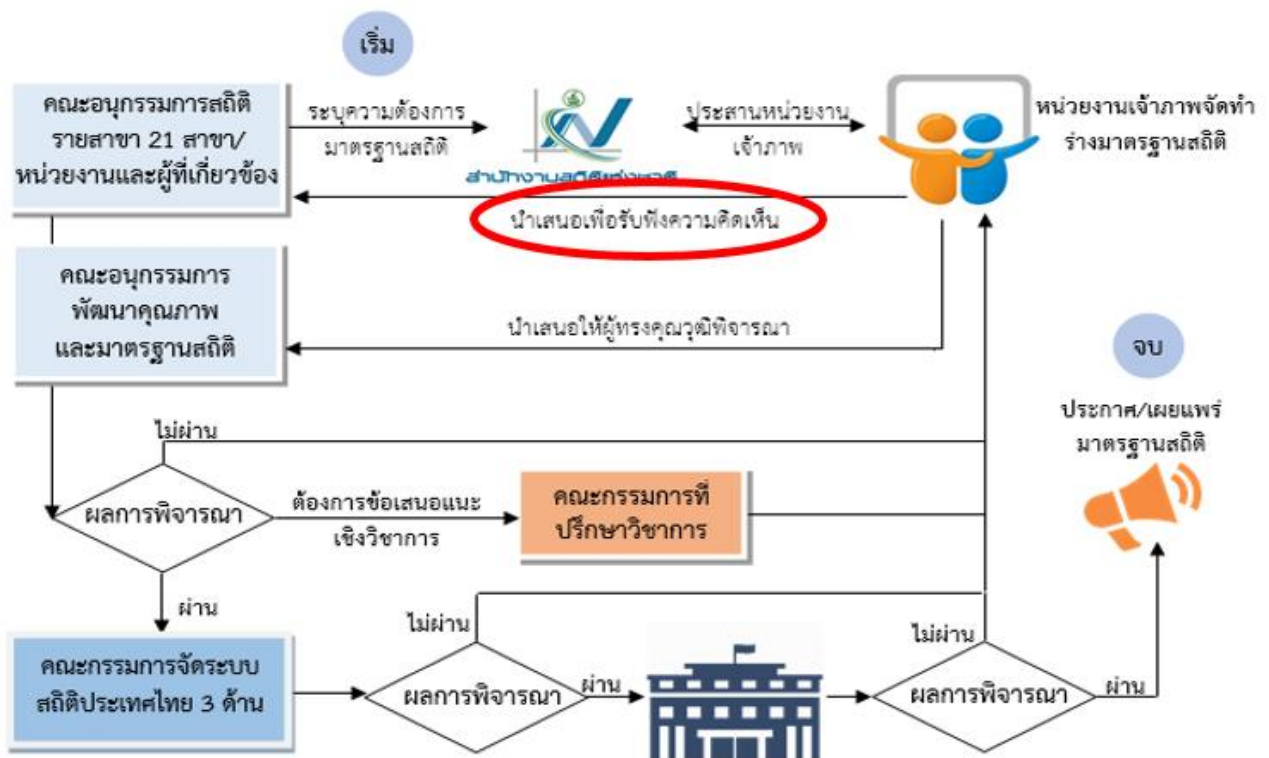 เริ่ม
คณะอนุกรรมการสถิติ
รายสาขา 21 สาขา/
หน่วยงานและผู้ที่เกี่ยวข้อง
ระบุความต้องการ
มาตรฐานสถิติ
สำนักงานสถิติแห่งชาติ
ประสานหน่วยงาน
เจ้าภาพ
หน่วยงานเจ้าภาพจัดทำ
ร่างมาตรฐานสถิติ
นำเสนอเพื่อรับฟังความคิดเห็น
คณะอนุกรรมการ
พัฒนาคุณภาพ
และมาตรฐานสถิติ
นำเสนอให้ผู้ทรงคุณวุฒิพิจารณา
จบ
ประกาศ/เผยแพร่
มาตรฐานสถิติ
ไม่ผ่าน
ผลการพิจารณา
ต้องการข้อเสนอแนะ
เชิงวิชาการ
คณะกรรมการที่
ปรึกษาวิชาการ
ผ่าน
คณะกรรมการจัดระบบ
สถิติประเทศไทย 3 ด้าน
ไม่ผ่าน
ผลการพิจารณา
ผ่าน
ไม่ผ่าน
ผลการพิจารณา
ผ่าน